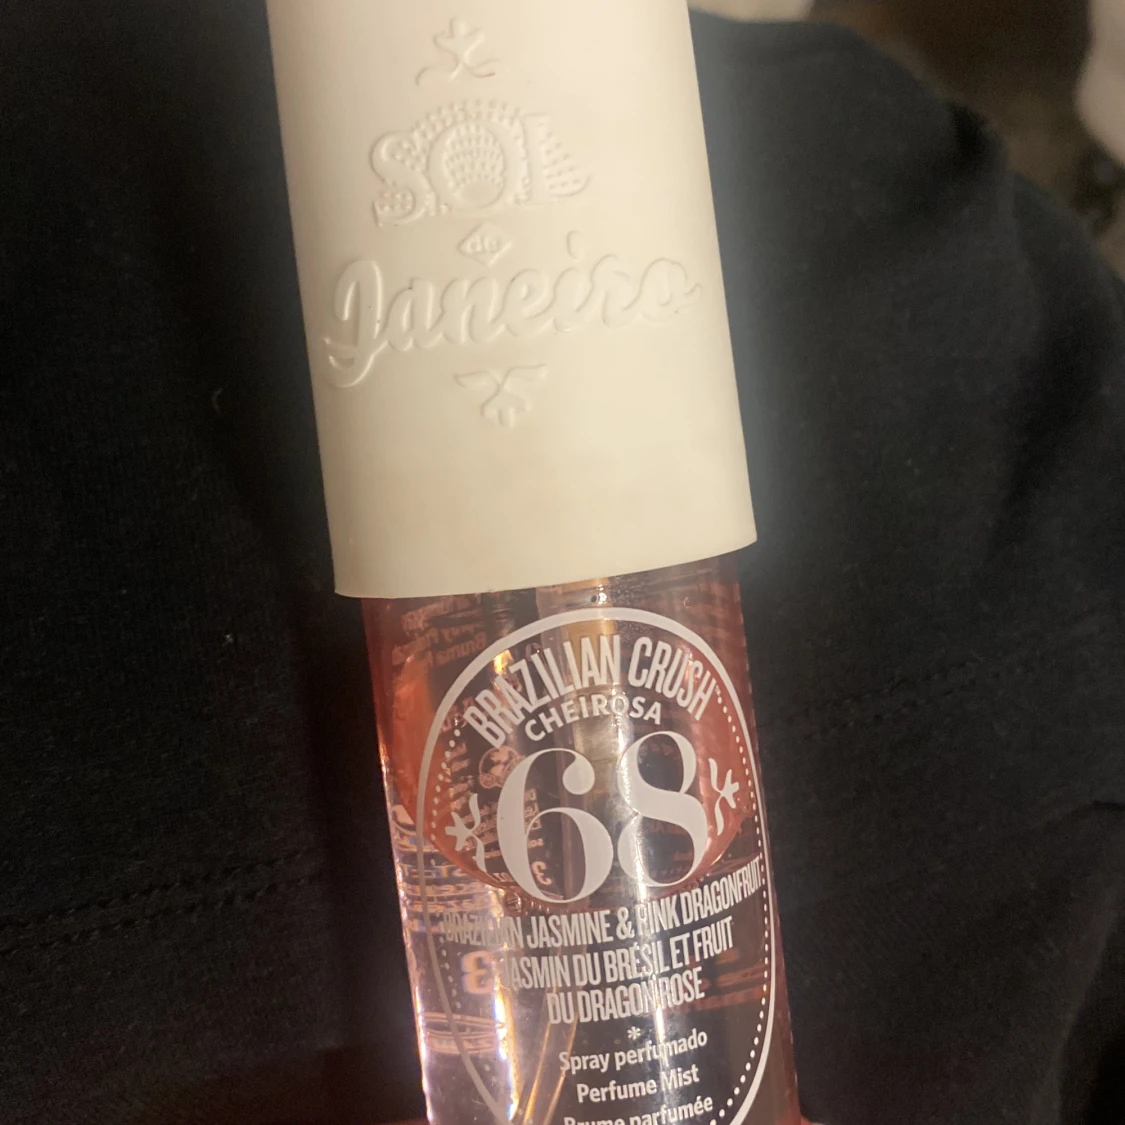 SOL
de
Janeiro
BRAZILIAN CRUSH™
CHEIROSA
68
BRAZILIAN JASMINE & PINK DRAGONFRUIT
JASMIN DU BRÉSIL ET FRUIT
DU DRAGON ROSE
*
Spray perfumado
Perfume Mist
Brume parfumée